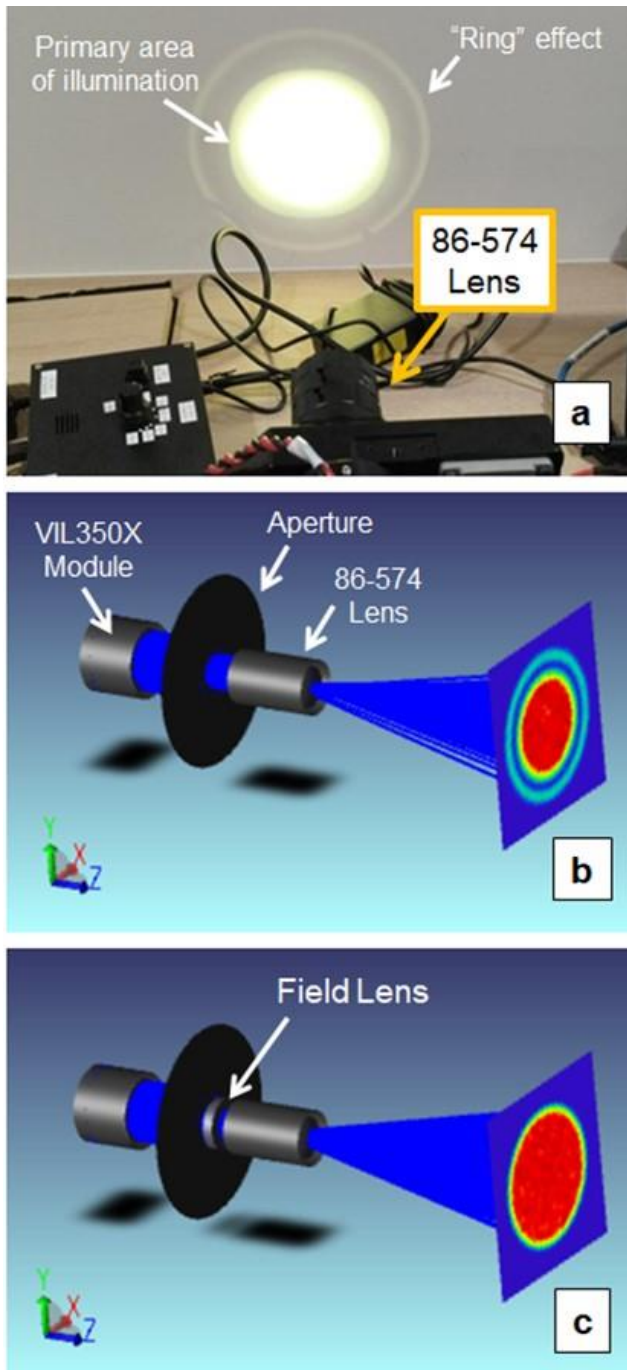 Primary area
of illumination
“Ring” effect
86-574
Lens
a
VIL350X
Module
Aperture
86-574
Lens
Y
X
Z
b
Field Lens
Y
X
Z
c